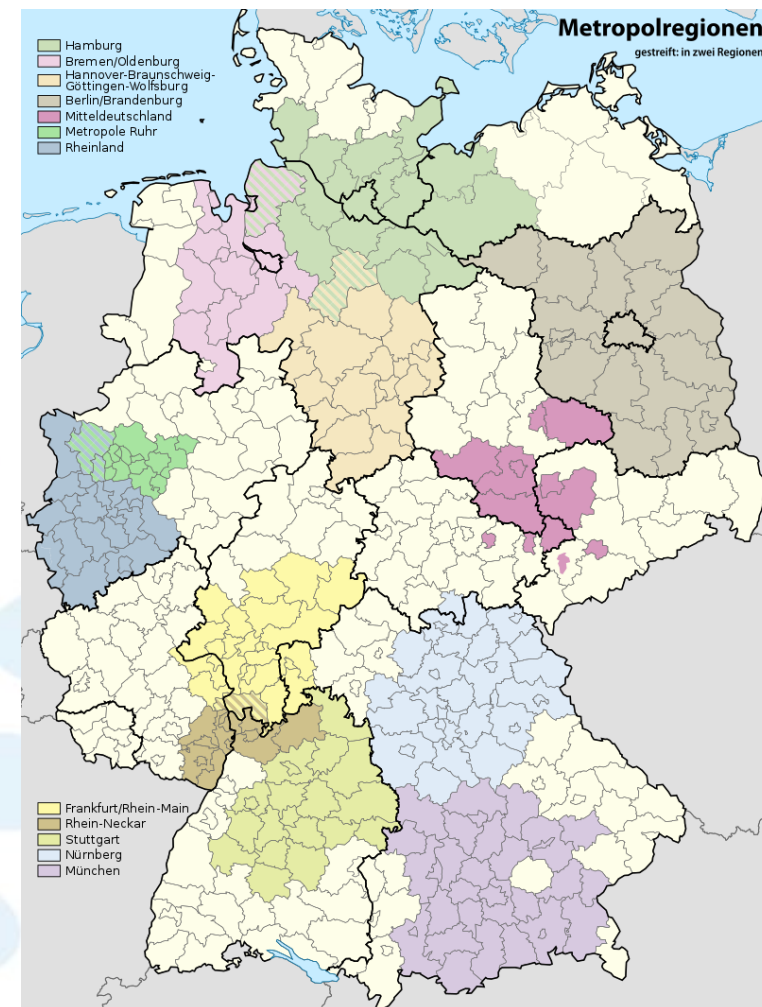 Metropolregionen
gestreift: in zwei Regionen
Hamburg
Bremen/Oldenburg
Hannover-Braunschweig-
Göttingen-Wolfsburg
Berlin/Brandenburg
Mitteldeutschland
Metropole Ruhr
Rheinland
Frankfurt/Rhein-Main
Rhein-Neckar
Stuttgart
Nürnberg
München